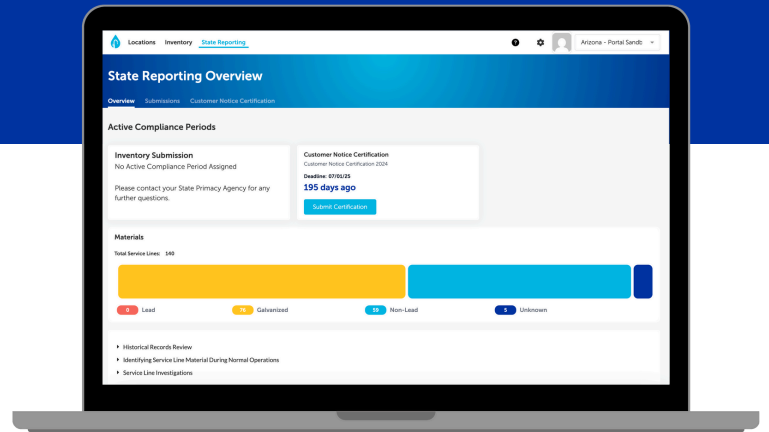 Locations Inventory State Reporting
Arizona - Portal Sandb
State Reporting Overview
Overview Submissions Customer Notice Certification
Active Compliance Periods
Inventory Submission
No Active Compliance Period Assigned
Please contact your State Primacy Agency for any
further questions.
Customer Notice Certification
Customer Notice Certification 2024
Deadline: 07/01/25
195 days ago
Submit Certification
Materials
Total Service Lines: 140
0 Lead
76 Galvanized
59 Non-Lead
5 Unknown
Historical Records Review
Identifying Service Line Material During Normal Operations
Service Line Investigations